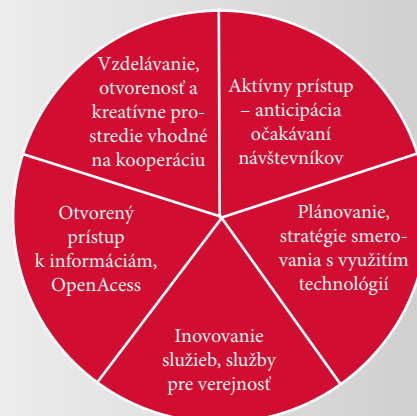 Vzdelávanie,
otvorenosť a
kreatívne pro-
stredie vhodné
na kooperáciu
Aktívny prístup
– anticipácia
očakávaní
návštevníkov
Plánovanie,
stratégie smero-
vania s využitím
technológií
Inovovanie
služieb, služby
pre verejnosť
Otvorený
prístup
k informáciám,
OpenAcess